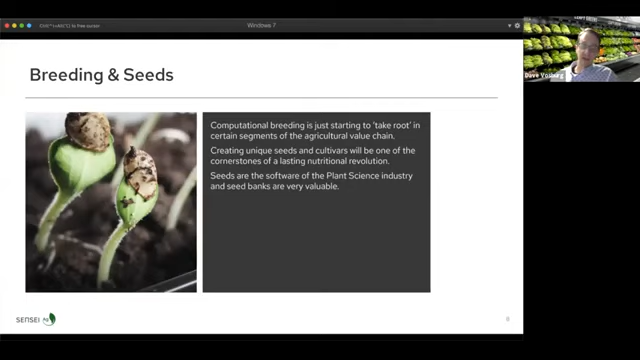 Windows 7
Dave Vosburg
Breeding & Seeds
Computational breeding is just starting to 'take root' in
certain segments of the agricultural value chain.
Creating unique seeds and cultivars will be one of the
cornerstones of a lasting nutritional revolution.
Seeds are the software of the Plant Science industry
and seed banks are very valuable.
SENSEI Ag